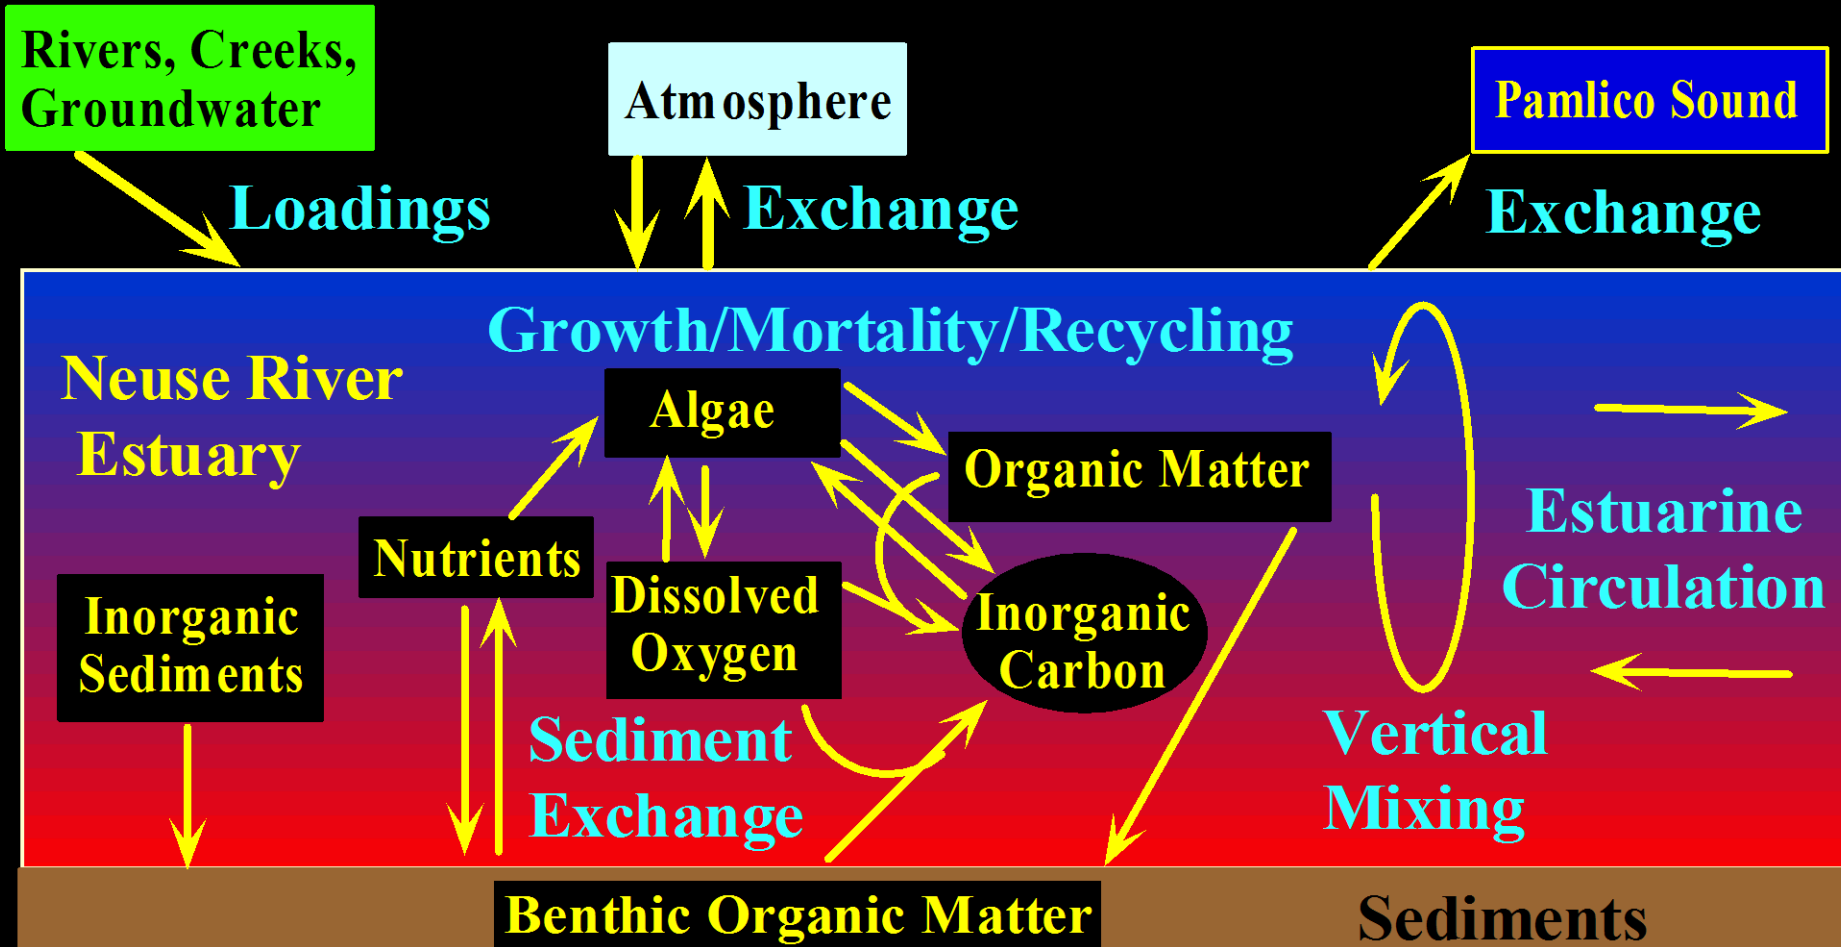 Rivers, Creeks,
Groundwater
Atmosphere
Pamlico Sound
Loadings
Exchange
Exchange
Growth/Mortality/Recycling
Neuse River
Estuary
Algae
Organic Matter
Nutrients
Dissolved
Oxygen
Inorganic
Sediments
Inorganic
Carbon
Estuarine
Circulation
Sediment
Exchange
Vertical
Mixing
Benthic Organic Matter
Sediments